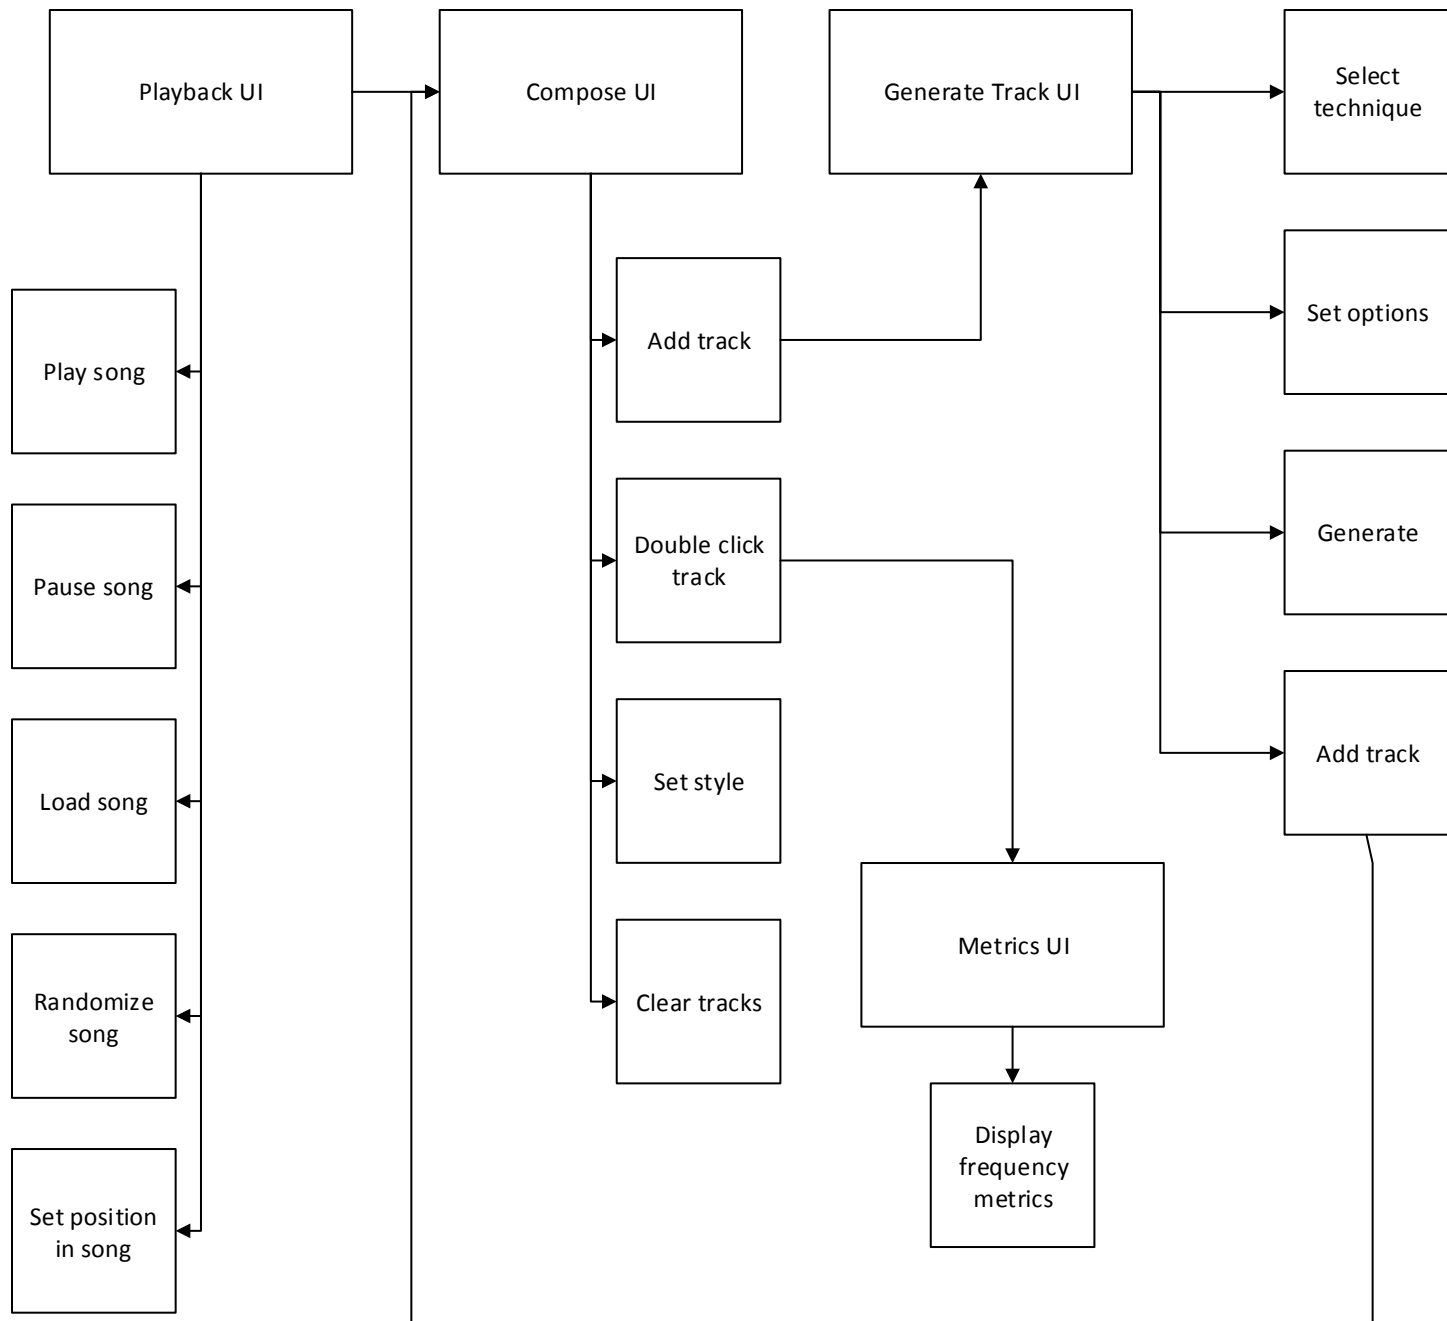 Playback UI
Compose UI
Generate Track UI
Select
technique
Play song
Pause song
Load song
Randomize
song
Set position
in song
Add track
Double click
track
Set style
Clear tracks
Metrics UI
Display
frequency
metrics
Set options
Generate
Add track